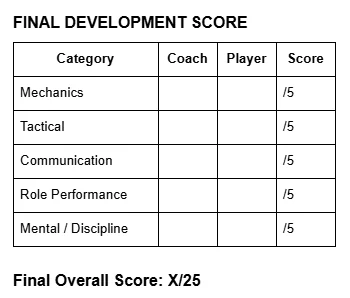 FINAL DEVELOPMENT SCORE
Category Coach Player Score
Mechanics /5
Tactical /5
Communication /5
Role Performance /5
Mental / Discipline /5
Final Overall Score: X/25